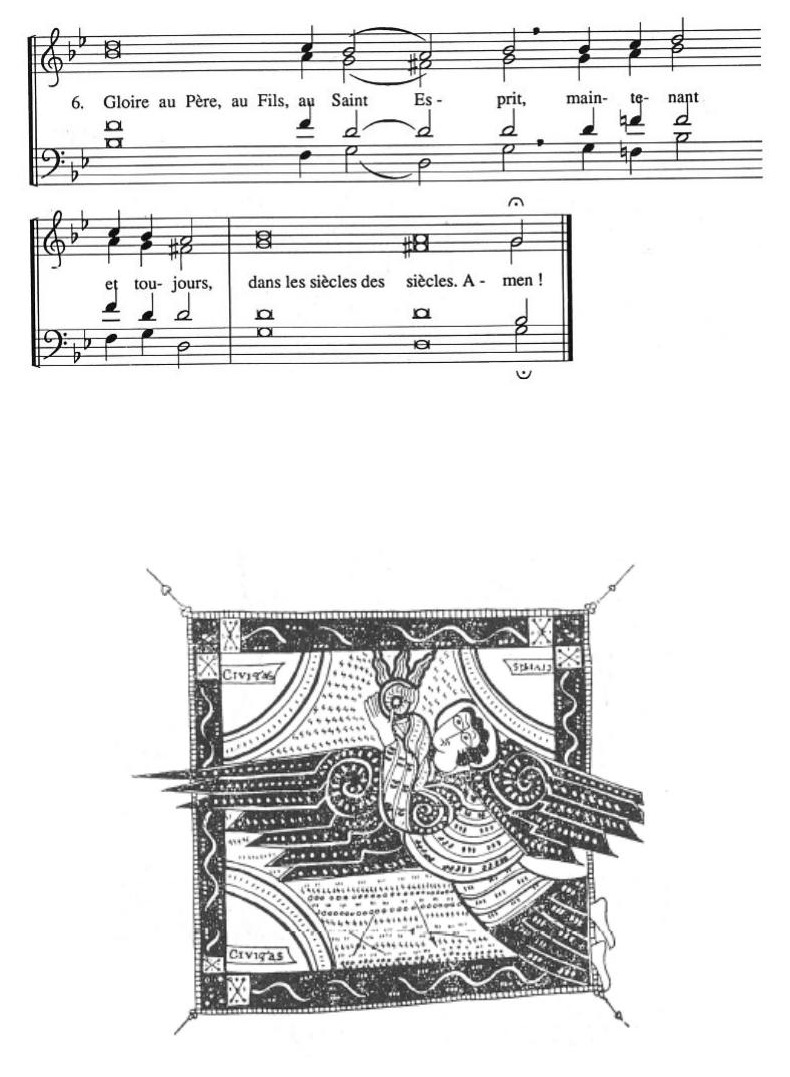 6. Gloire au Père, au Fils, au Saint Es - prit, main- te- nant
et tou- jours, dans les siècles des siècles. A - men !
Civitas
Civitas